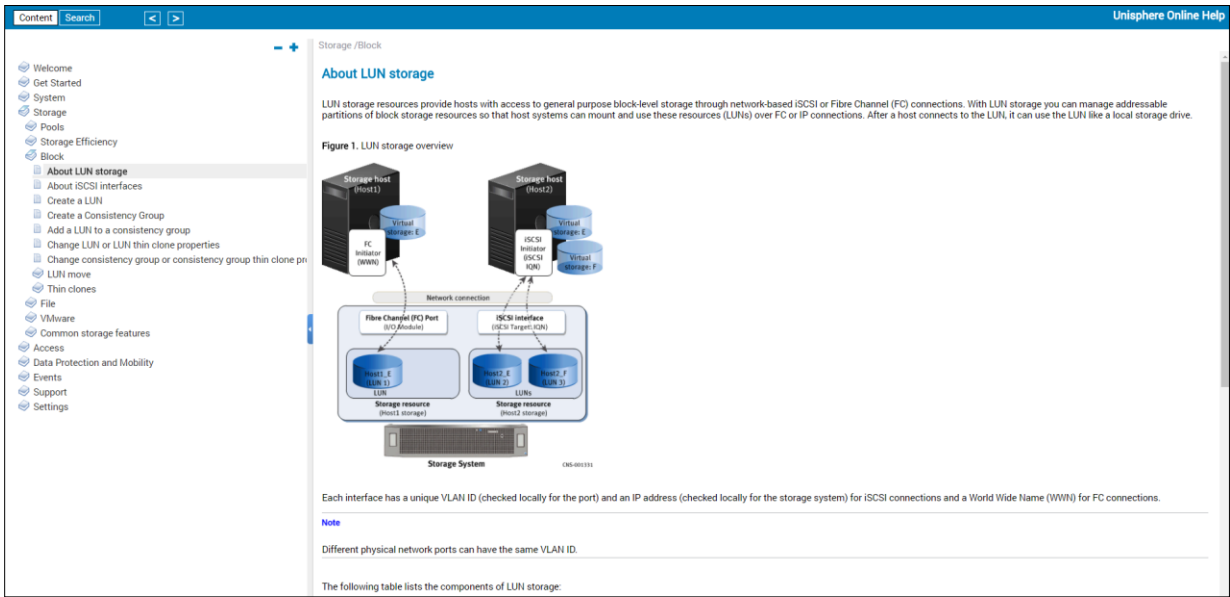 Content Search < > Unisphere Online Help
Storage /Block
Welcome
Get Started
System
Storage
Pools
Storage Efficiency
Block
About LUN storage
About iSCSI interfaces
Create a LUN
Create a Consistency Group
Add a LUN to a consistency group
Change LUN or LUN thin clone properties
Change consistency group or consistency group thin clone pro
LUN move
Thin clones
File
VMware
Common storage features
Access
Data Protection and Mobility
Events
Support
Settings
About LUN storage
LUN storage resources provide hosts with access to general purpose block-level storage through network-based iSCSI or Fibre Channel (FC) connections. With LUN storage you can manage addressable
partitions of block storage resources so that host systems can mount and use these resources (LUNs) over FC or IP connections. After a host connects to the LUN, it can use the LUN like a local storage drive.
Figure 1. LUN storage overview
Storage host
(Host1)
Virtual
storage: E
FC
Initiator
(WWN)
Storage host
(Host2)
Virtual
storage: E
iSCSI
Initiator
(iSCSI
IQN)
Virtual
storage: F
Network connection
Fibre Channel (FC) Port
(I/O Module)
iSCSI interface
(iSCSI Target: IQN)
Host1_E
(LUN 1)
LUN
Storage resource
(Host1 storage)
Host2_E
(LUN 2)
Host2_F
(LUN 3)
LUNs
Storage resource
(Host2 storage)
Storage System
CNS-001331
Each interface has a unique VLAN ID (checked locally for the port) and an IP address (checked locally for the storage system) for iSCSI connections and a World Wide Name (WWN) for FC connections.
Note
Different physical network ports can have the same VLAN ID.
The following table lists the components of LUN storage: